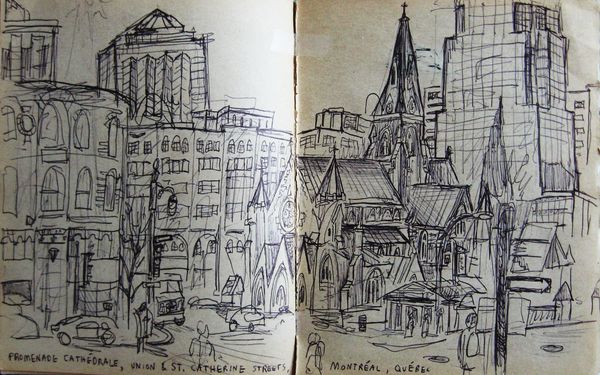 PROMENADE CATHÉDRALE, UNION & ST. CATHERINE STREETS, MONTRÉAL, QUÉBEC